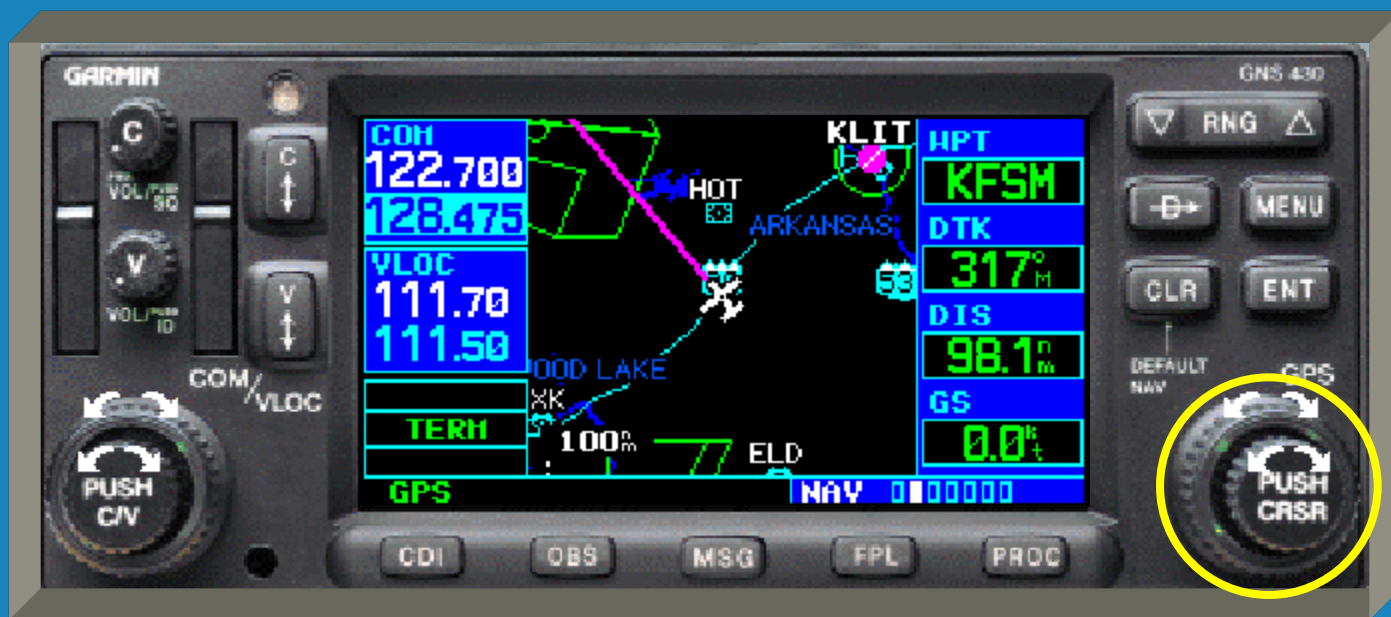 GARMIN
GNS 430
C
PWR
VOL/PUSH
SQ
V
VOL/PUSH
ID
C
V
COM/VLOC
PUSH
C/V
COM
122.700
128.475
VLOC
111.70
111.50
TERM
GPS
KLIT
HOT
ARKANSAS
53
OOD LAKE
XK
100nm
ELD
WPT
KFSM
DTK
317°M
DIS
98.1nm
GS
0.0kt
NAV
RNG
D
MENU
CLR
ENT
DEFAULT
NAV
GPS
PUSH
CRSR
CDI
OBS
MSG
FPL
PROC